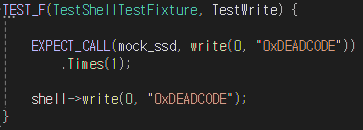 TEST_F(TestShellTestFixture, TestWrite) {
EXPECT_CALL(mock_ssd, write(0, "0xDEADCODE"))
.Times(1);
shell->write(0, "0xDEADCODE");
}